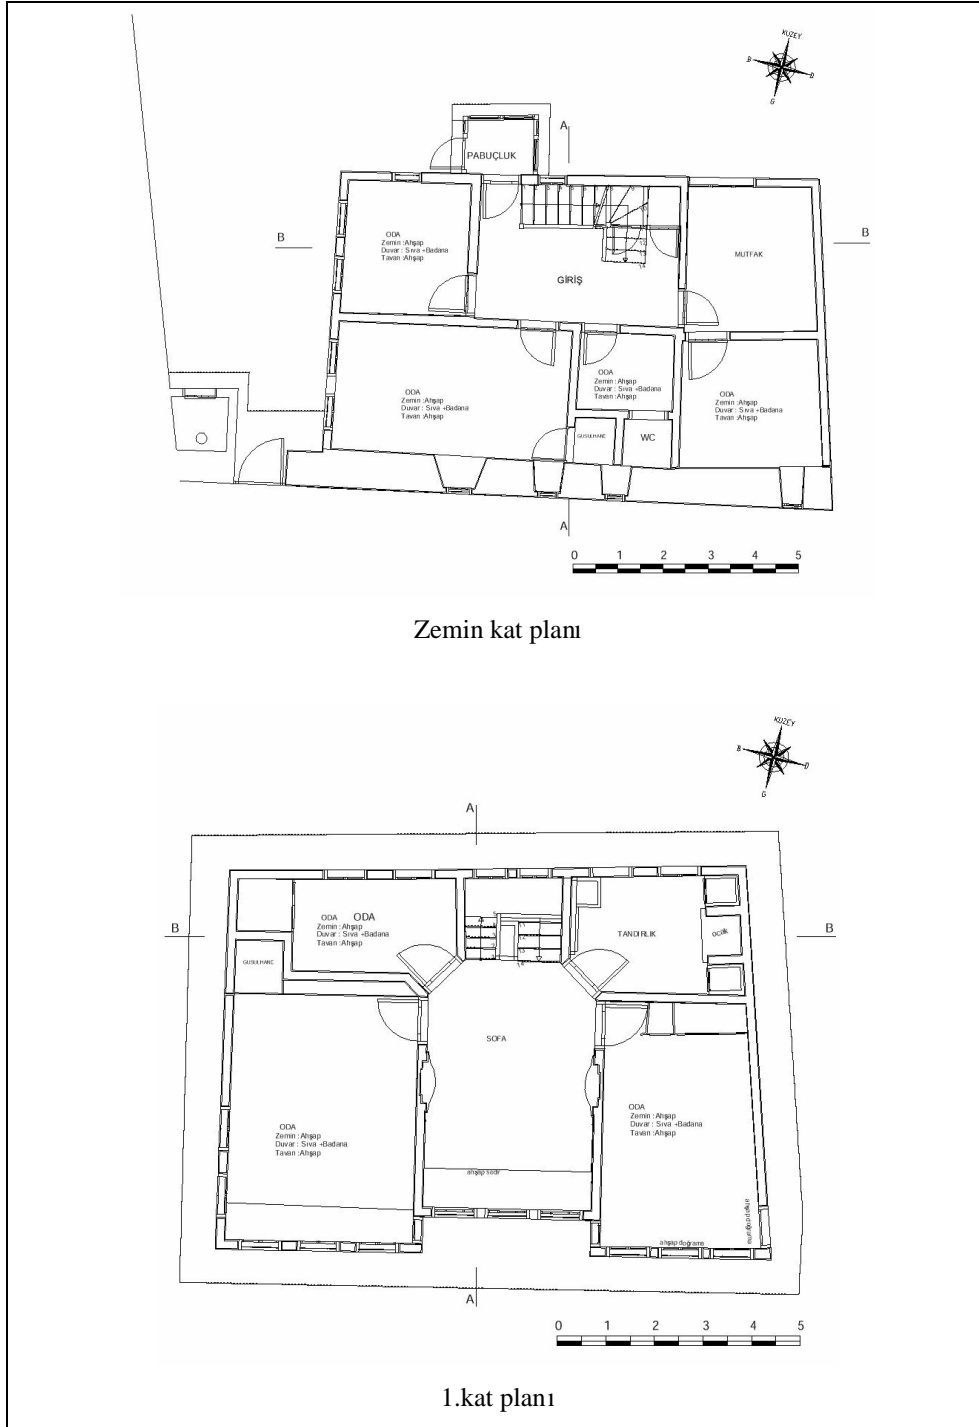 KUZEY
B
D
G
A
PABUÇLUK
B
B
ODA
Zemin :Ahşap
Duvar : Sıva +Badana
Tavan :Ahşap
MUTFAK
GİRİŞ
ODA
Zemin :Ahşap
Duvar : Sıva +Badana
Tavan :Ahşap
ODA
Zemin :Ahşap
Duvar : Sıva +Badana
Tavan :Ahşap
ODA
Zemin :Ahşap
Duvar : Sıva +Badana
Tavan :Ahşap
GUSULHANE
WC
A
0 1 2 3 4 5
Zemin kat planı
KUZEY
B
D
G
A
ODA ODA
Zemin :Ahşap
Duvar : Sıva +Badana
Tavan :Ahşap
B
B
TANDIRLIK
ocak
GUSULHANE
SOFA
ODA
Zemin :Ahşap
Duvar : Sıva +Badana
Tavan :Ahşap
ODA
Zemin :Ahşap
Duvar : Sıva +Badana
Tavan :Ahşap
ahşap sedir
ahşap doğrama
ahşap doğrama
A
0 1 2 3 4 5
1.kat planı